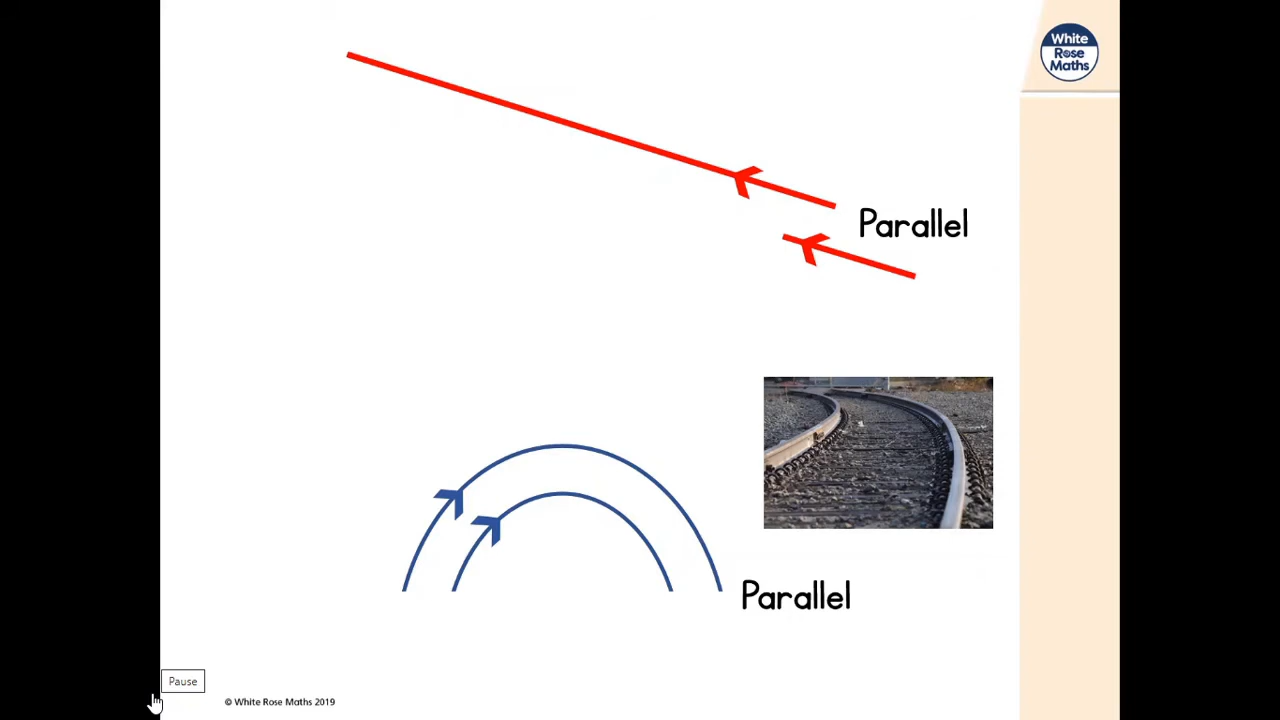 White
Rose
Maths
Parallel
Parallel
Pause
© White Rose Maths 2019